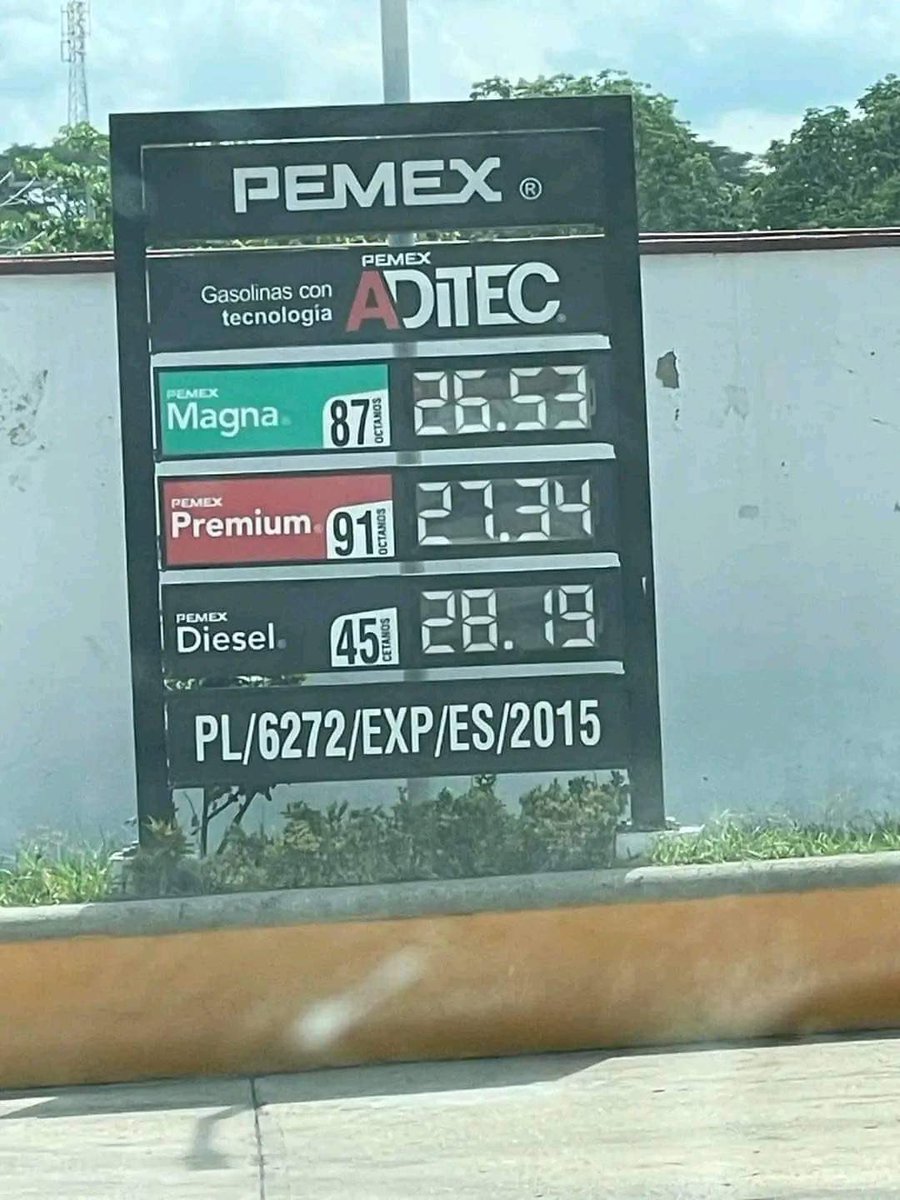 PEMEX ®
PEMEX
Gasolinas con
tecnología
ADiTEC
PEMEX
Magna 87 OCTANOS 26.53
PEMEX
Premium 91 OCTANOS 27.34
PEMEX
Diesel 45 CETANOS 28.19
PL/6272/EXP/ES/2015